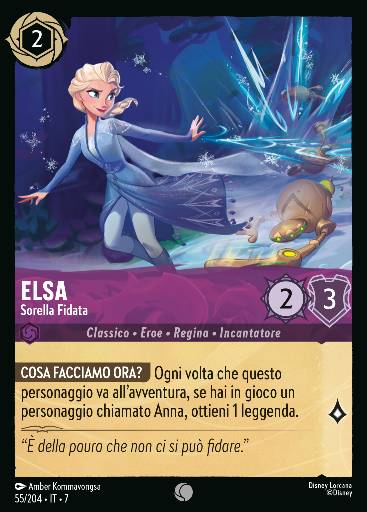 2
ELSA
Sorella Fidata
2 3
Classico • Eroe • Regina • Incantatore
COSA FACCIAMO ORA? Ogni volta che questo
personaggio va all'avventura, se hai in gioco un
personaggio chiamato Anna, ottieni 1 leggenda.
“È della paura che non ci si può fidare.”
Amber Kommavongsa
Disney Lorcana
55/204 • IT • 7
©Disney